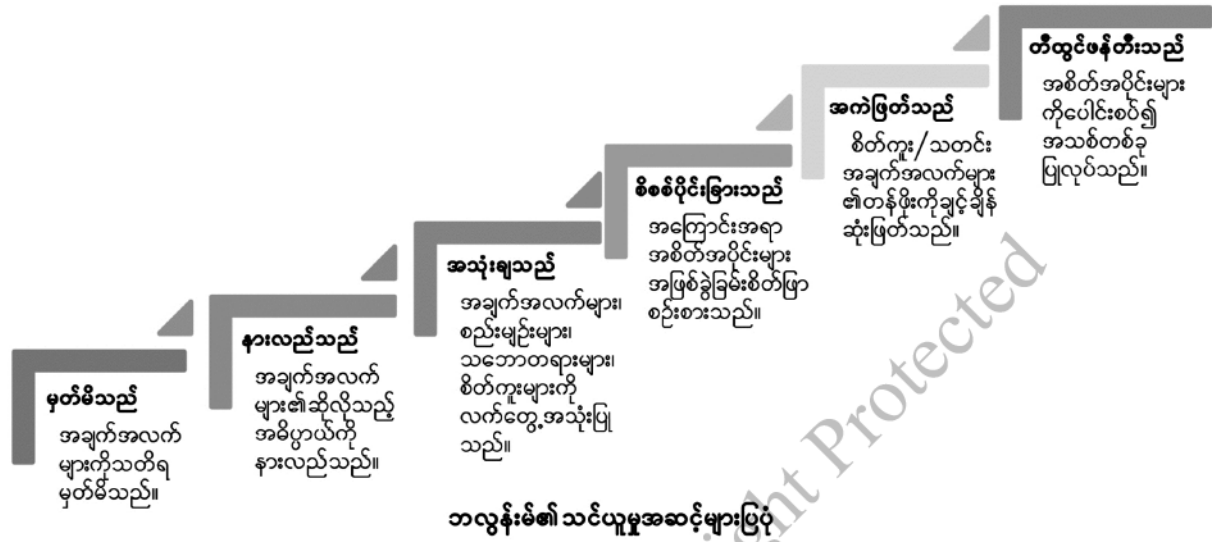 မှတ်မိသည်
အချက်အလက်
များကိုသတိရ
မှတ်မိသည်။
နားလည်သည်
အချက်အလက်
များ၏ဆိုလိုသည့်
အဓိပ္ပာယ်ကို
နားလည်သည်။
အသုံးချသည်
အချက်အလက်များ၊
စည်းမျဉ်းများ၊
သဘောတရားများ၊
စိတ်ကူးများကို
လက်တွေ့အသုံးပြု
သည်။
စိစစ်ပိုင်းခြားသည်
အကြောင်းအရာ
အစိတ်အပိုင်းများ
အဖြစ်ခွဲခြမ်းစိတ်ဖြာ
စဉ်းစားသည်။
အကဲဖြတ်သည်
စိတ်ကူး/သတင်း
အချက်အလက်များ
၏တန်ဖိုးကိုချင့်ချိန်
ဆုံးဖြတ်သည်။
တီထွင်ဖန်တီးသည်
အစိတ်အပိုင်းများ
ကိုပေါင်းစပ်၍
အသစ်တစ်ခု
ပြုလုပ်သည်။
ဘလွန်းမ်၏ သင်ယူမှုအဆင့်များပြပုံ
ght Protected